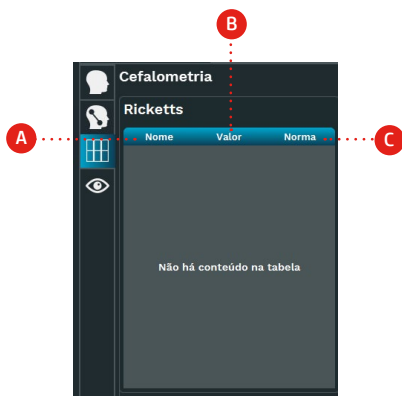 B
Cefalometria
Ricketts
A
Nome Valor Norma
C
Não há conteúdo na tabela